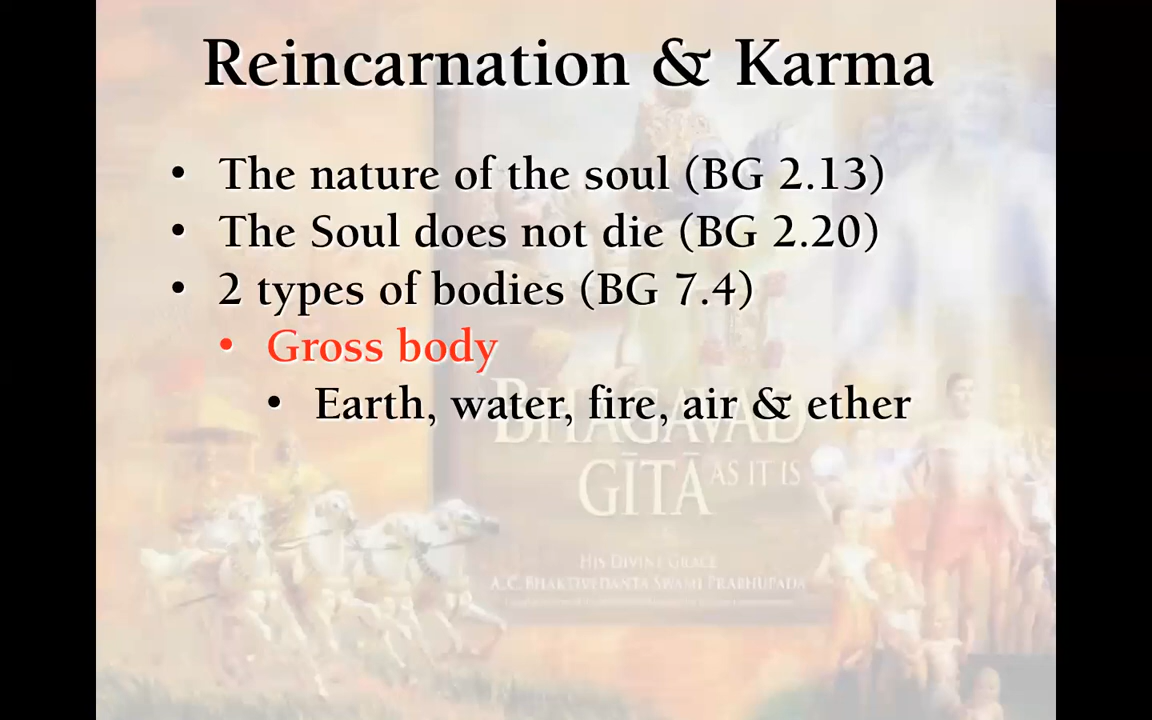 Reincarnation & Karma
• The nature of the soul (BG 2.13)
• The Soul does not die (BG 2.20)
• 2 types of bodies (BG 7.4)
• Gross body
• Earth, water, fire, air & ether
BHAGAVAD
GĪTĀ AS IT IS
HIS DIVINE GRACE
A.C. BHAKTIVEDANTA SWAMI PRABHUPADA